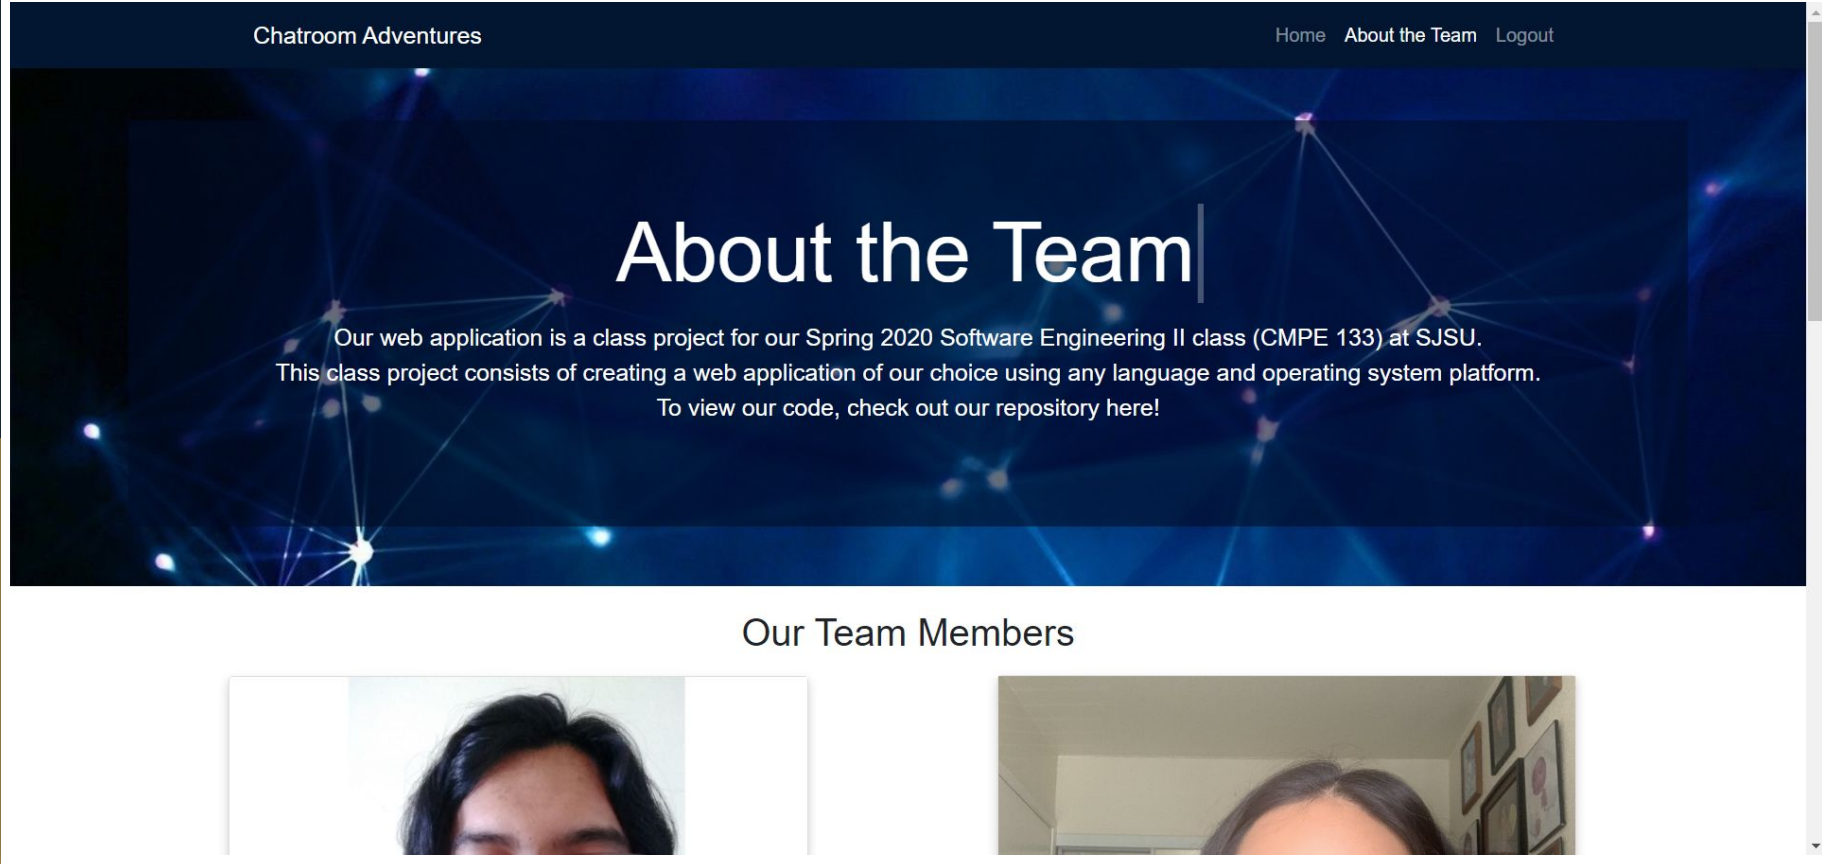 Chatroom Adventures
Home About the Team Logout
About the Team
Our web application is a class project for our Spring 2020 Software Engineering II class (CMPE 133) at SJSU.
This class project consists of creating a web application of our choice using any language and operating system platform.
To view our code, check out our repository here!
Our Team Members